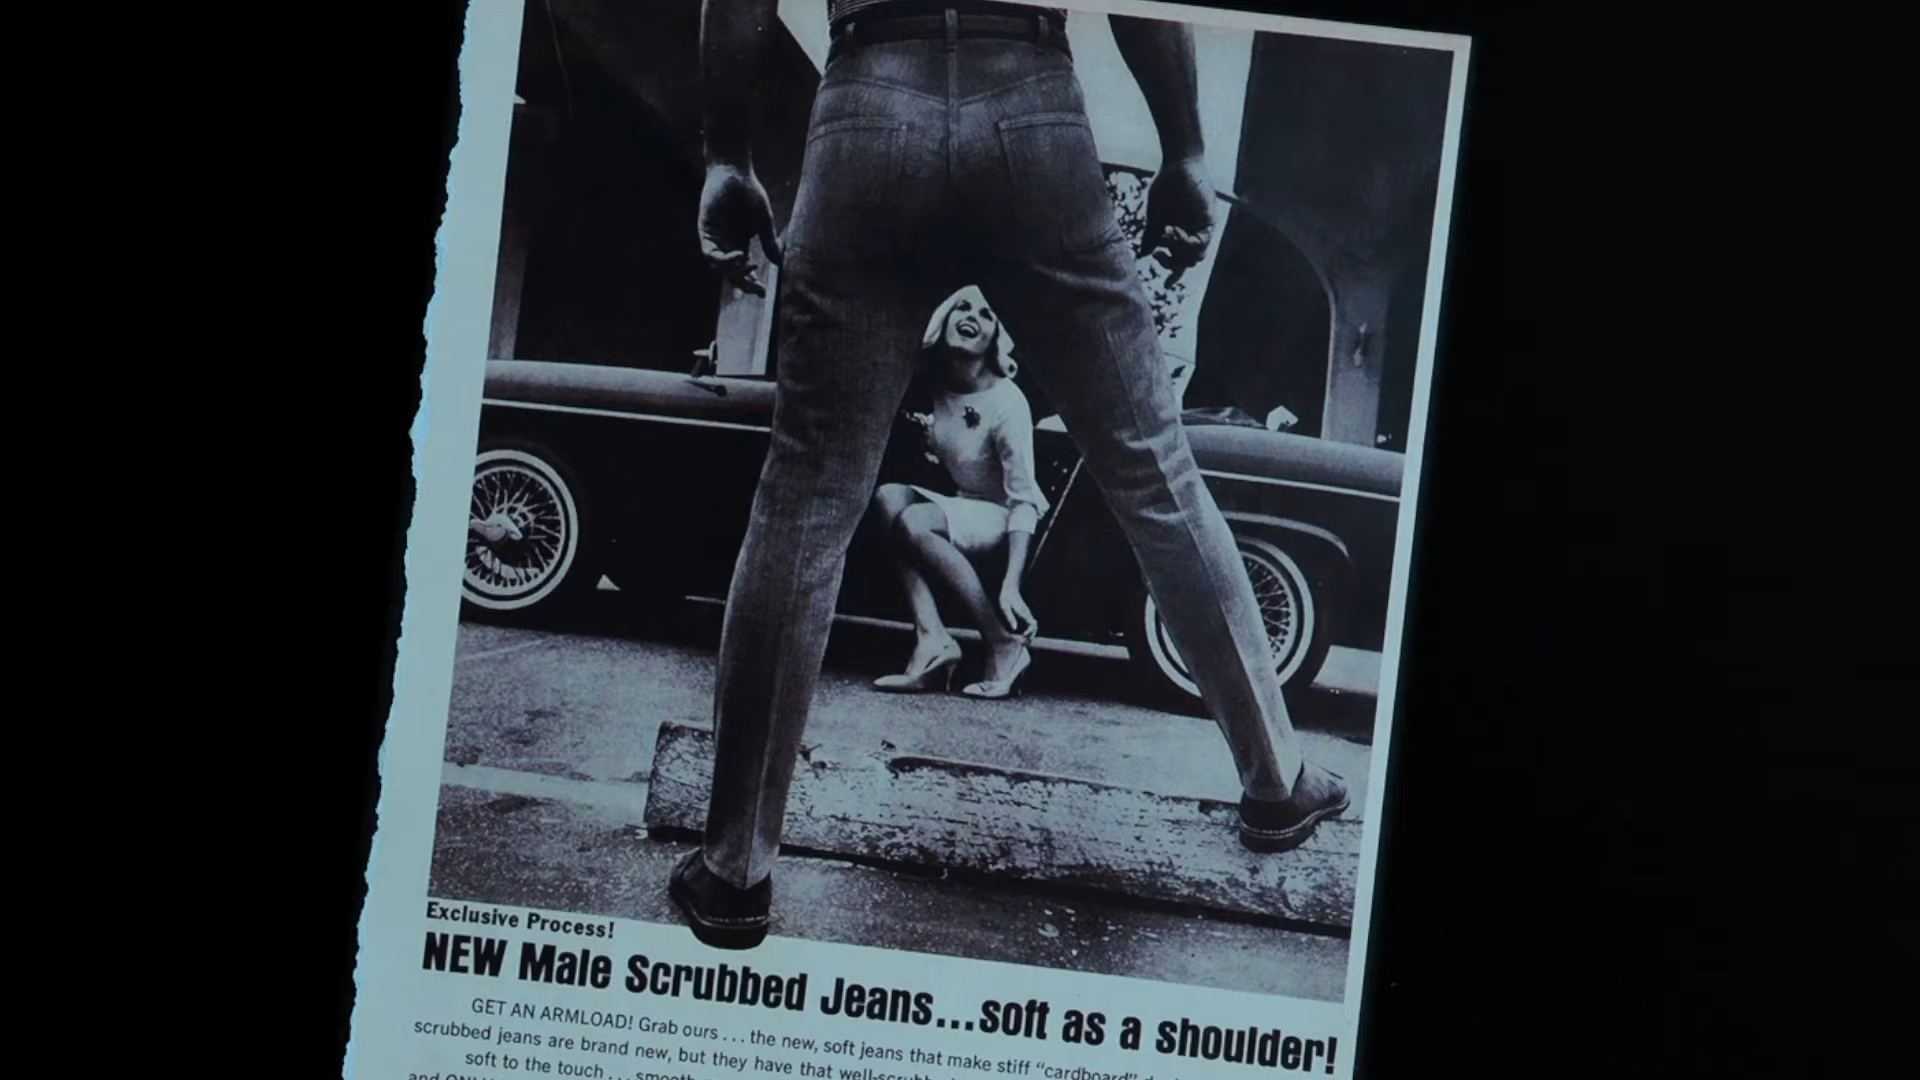 Exclusive Process!
NEW Male Scrubbed Jeans...soft as a shoulder!
GET AN ARMLOAD! Grab ours . . . the new, soft jeans that make stiff “cardboard”
scrubbed jeans are brand new, but they have that
soft to the touch . . . smooth